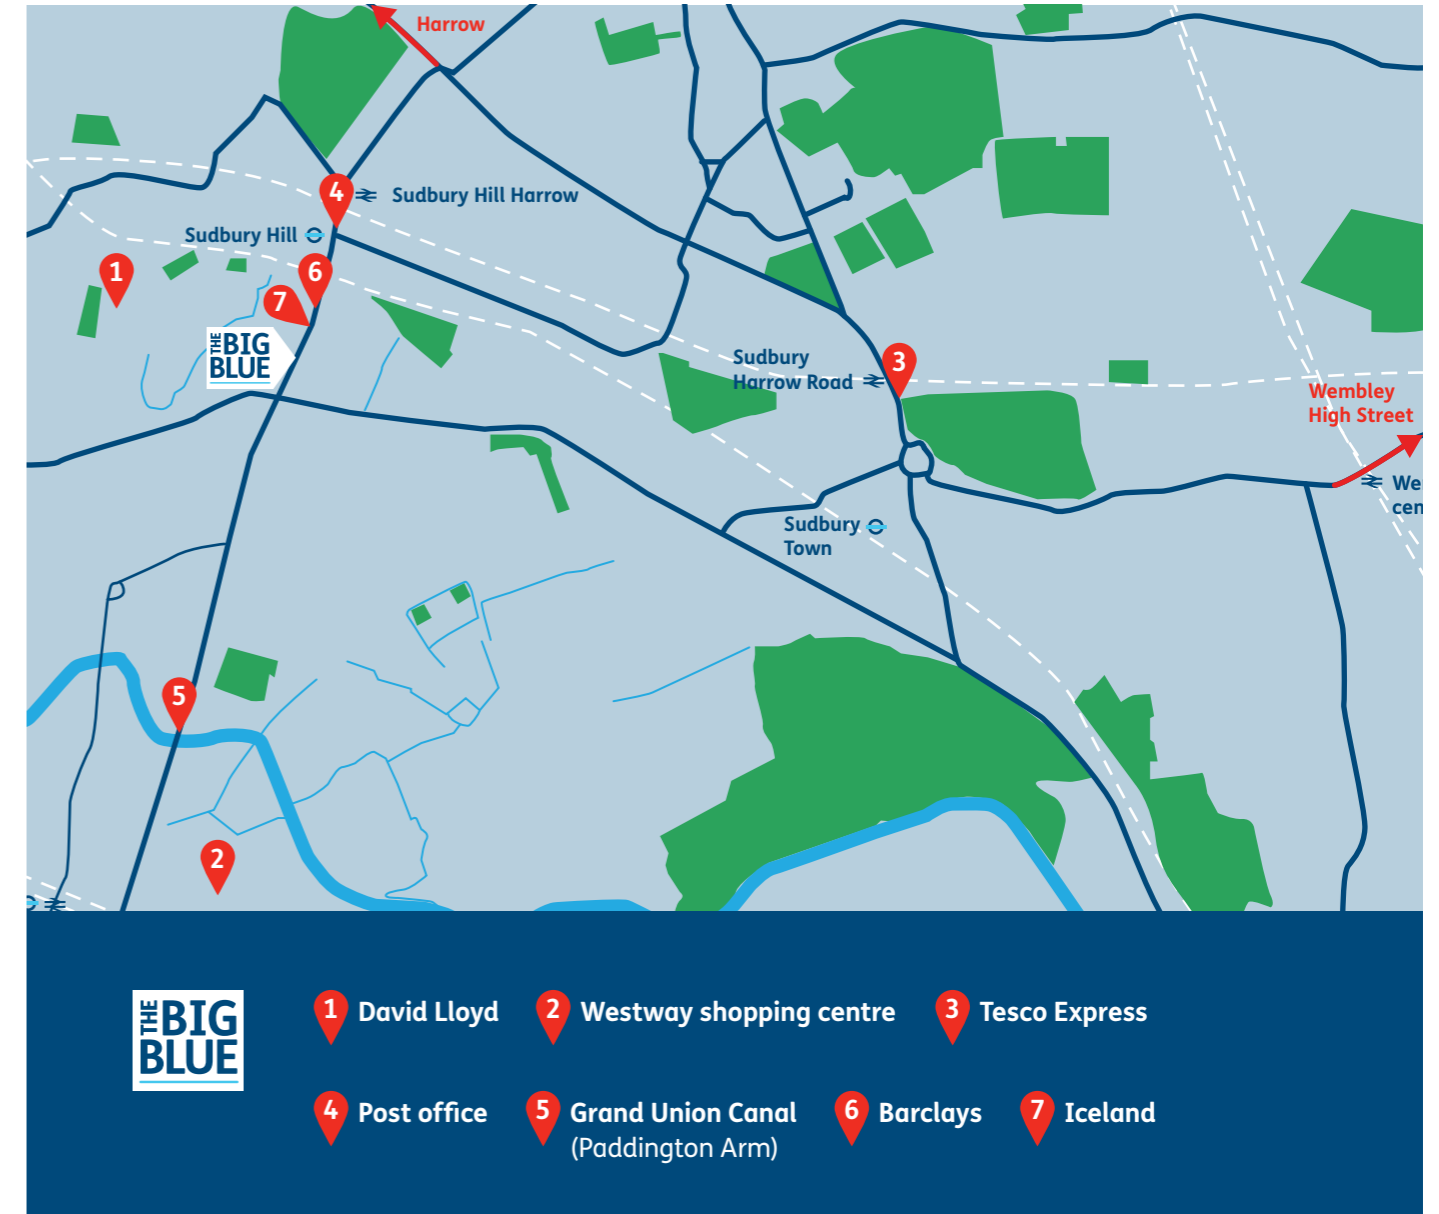 Harrow
4
Sudbury Hill Harrow
Sudbury Hill
1
6
7
THE
BIG
BLUE
Sudbury
Harrow Road
3
Wembley
High Street
We
cen
Sudbury
Town
5
2
THE
BIG
BLUE
1 David Lloyd
2 Westway shopping centre
3 Tesco Express
4 Post office
5 Grand Union Canal
(Paddington Arm)
6 Barclays
7 Iceland